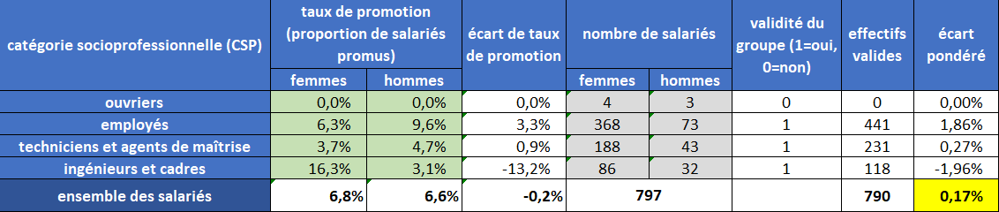 catégorie socioprofessionnelle (CSP) | taux de promotion (proportion de salariés promus) | écart de taux de promotion | nombre de salariés | validité du groupe (1=oui, 0=non) | effectifs valides | écart pondéré
femmes | hommes | femmes | hommes
ouvriers | 0,0% | 0,0% | 0,0% | 4 | 3 | 0 | 0 | 0,00%
employés | 6,3% | 9,6% | 3,3% | 368 | 73 | 1 | 441 | 1,86%
techniciens et agents de maîtrise | 3,7% | 4,7% | 0,9% | 188 | 43 | 1 | 231 | 0,27%
ingénieurs et cadres | 16,3% | 3,1% | -13,2% | 86 | 32 | 1 | 118 | -1,96%
ensemble des salariés | 6,8% | 6,6% | -0,2% | 797 | 790 | 0,17%